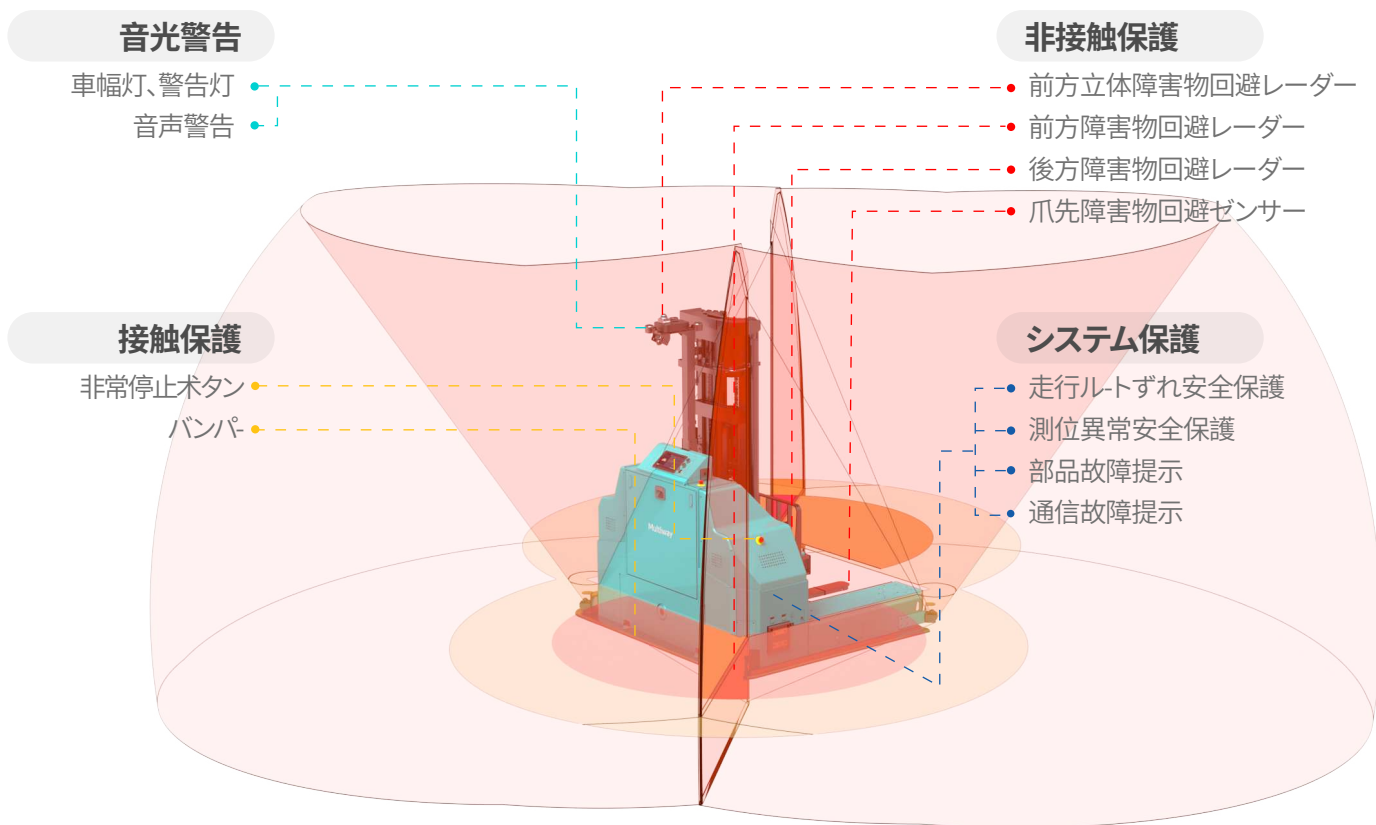 音光警告
車幅灯、警告灯
音声警告
非接触保護
前方立体障害物回避レーダー
前方障害物回避レーダー
後方障害物回避レーダー
爪先障害物回避ゼンサー
接触保護
非常停止术タン
バンパ-
システム保護
走行ル-トずれ安全保護
測位異常安全保護
部品故障提示
通信故障提示
Multiway